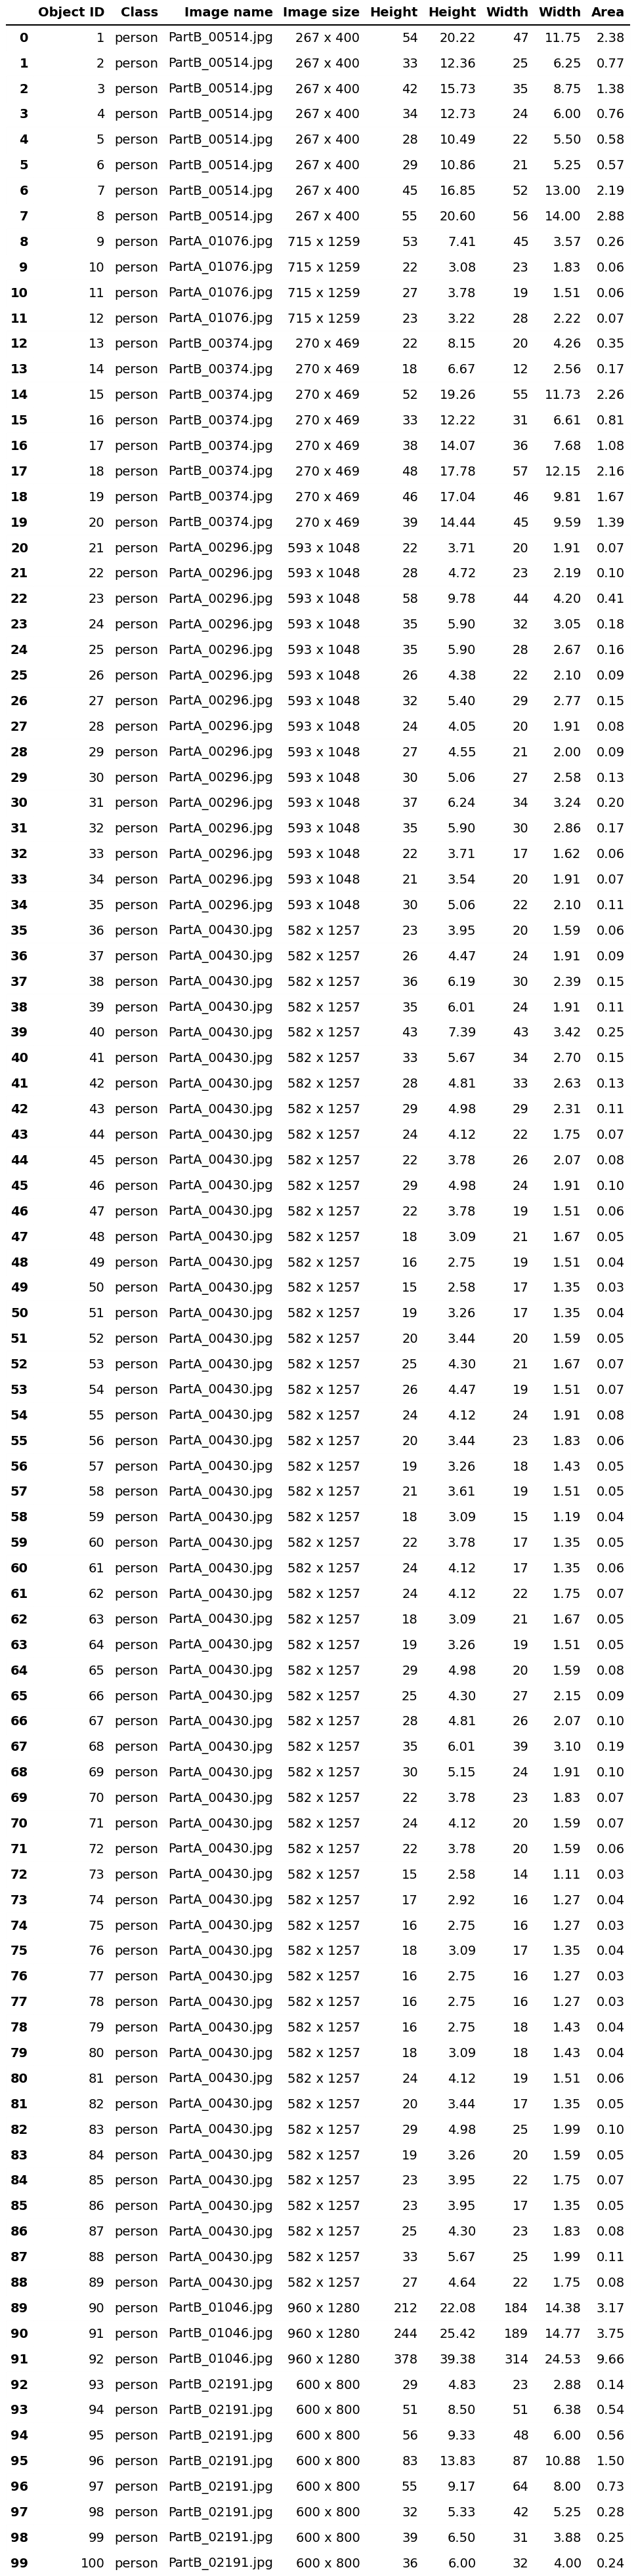 Object ID Class Image name Image size Height Height Width Width Area
0 1 person PartB_00514.jpg 267 x 400 54 20.22 47 11.75 2.38
1 2 person PartB_00514.jpg 267 x 400 33 12.36 25 6.25 0.77
2 3 person PartB_00514.jpg 267 x 400 42 15.73 35 8.75 1.38
3 4 person PartB_00514.jpg 267 x 400 34 12.73 24 6.00 0.76
4 5 person PartB_00514.jpg 267 x 400 28 10.49 22 5.50 0.58
5 6 person PartB_00514.jpg 267 x 400 29 10.86 21 5.25 0.57
6 7 person PartB_00514.jpg 267 x 400 45 16.85 52 13.00 2.19
7 8 person PartB_00514.jpg 267 x 400 55 20.60 56 14.00 2.88
8 9 person PartA_01076.jpg 715 x 1259 53 7.41 45 3.57 0.26
9 10 person PartA_01076.jpg 715 x 1259 22 3.08 23 1.83 0.06
10 11 person PartA_01076.jpg 715 x 1259 27 3.78 19 1.51 0.06
11 12 person PartA_01076.jpg 715 x 1259 23 3.22 28 2.22 0.07
12 13 person PartB_00374.jpg 270 x 469 22 8.15 20 4.26 0.35
13 14 person PartB_00374.jpg 270 x 469 18 6.67 12 2.56 0.17
14 15 person PartB_00374.jpg 270 x 469 52 19.26 55 11.73 2.26
15 16 person PartB_00374.jpg 270 x 469 33 12.22 31 6.61 0.81
16 17 person PartB_00374.jpg 270 x 469 38 14.07 36 7.68 1.08
17 18 person PartB_00374.jpg 270 x 469 48 17.78 57 12.15 2.16
18 19 person PartB_00374.jpg 270 x 469 46 17.04 46 9.81 1.67
19 20 person PartB_00374.jpg 270 x 469 39 14.44 45 9.59 1.39
20 21 person PartA_00296.jpg 593 x 1048 22 3.71 20 1.91 0.07
21 22 person PartA_00296.jpg 593 x 1048 28 4.72 23 2.19 0.10
22 23 person PartA_00296.jpg 593 x 1048 58 9.78 44 4.20 0.41
23 24 person PartA_00296.jpg 593 x 1048 35 5.90 32 3.05 0.18
24 25 person PartA_00296.jpg 593 x 1048 35 5.90 28 2.67 0.16
25 26 person PartA_00296.jpg 593 x 1048 26 4.38 22 2.10 0.09
26 27 person PartA_00296.jpg 593 x 1048 32 5.40 29 2.77 0.15
27 28 person PartA_00296.jpg 593 x 1048 24 4.05 20 1.91 0.08
28 29 person PartA_00296.jpg 593 x 1048 27 4.55 21 2.00 0.09
29 30 person PartA_00296.jpg 593 x 1048 30 5.06 27 2.58 0.13
30 31 person PartA_00296.jpg 593 x 1048 37 6.24 34 3.24 0.20
31 32 person PartA_00296.jpg 593 x 1048 35 5.90 30 2.86 0.17
32 33 person PartA_00296.jpg 593 x 1048 22 3.71 17 1.62 0.06
33 34 person PartA_00296.jpg 593 x 1048 21 3.54 20 1.91 0.07
34 35 person PartA_00296.jpg 593 x 1048 30 5.06 22 2.10 0.11
35 36 person PartA_00430.jpg 582 x 1257 23 3.95 20 1.59 0.06
36 37 person PartA_00430.jpg 582 x 1257 26 4.47 24 1.91 0.09
37 38 person PartA_00430.jpg 582 x 1257 36 6.19 30 2.39 0.15
38 39 person PartA_00430.jpg 582 x 1257 35 6.01 24 1.91 0.11
39 40 person PartA_00430.jpg 582 x 1257 43 7.39 43 3.42 0.25
40 41 person PartA_00430.jpg 582 x 1257 33 5.67 34 2.70 0.15
41 42 person PartA_00430.jpg 582 x 1257 28 4.81 33 2.63 0.13
42 43 person PartA_00430.jpg 582 x 1257 29 4.98 29 2.31 0.11
43 44 person PartA_00430.jpg 582 x 1257 24 4.12 22 1.75 0.07
44 45 person PartA_00430.jpg 582 x 1257 22 3.78 26 2.07 0.08
45 46 person PartA_00430.jpg 582 x 1257 29 4.98 24 1.91 0.10
46 47 person PartA_00430.jpg 582 x 1257 22 3.78 19 1.51 0.06
47 48 person PartA_00430.jpg 582 x 1257 18 3.09 21 1.67 0.05
48 49 person PartA_00430.jpg 582 x 1257 16 2.75 19 1.51 0.04
49 50 person PartA_00430.jpg 582 x 1257 15 2.58 17 1.35 0.03
50 51 person PartA_00430.jpg 582 x 1257 19 3.26 17 1.35 0.04
51 52 person PartA_00430.jpg 582 x 1257 20 3.44 20 1.59 0.05
52 53 person PartA_00430.jpg 582 x 1257 25 4.30 21 1.67 0.07
53 54 person PartA_00430.jpg 582 x 1257 26 4.47 19 1.51 0.07
54 55 person PartA_00430.jpg 582 x 1257 24 4.12 24 1.91 0.08
55 56 person PartA_00430.jpg 582 x 1257 20 3.44 23 1.83 0.06
56 57 person PartA_00430.jpg 582 x 1257 19 3.26 18 1.43 0.05
57 58 person PartA_00430.jpg 582 x 1257 21 3.61 19 1.51 0.05
58 59 person PartA_00430.jpg 582 x 1257 18 3.09 15 1.19 0.04
59 60 person PartA_00430.jpg 582 x 1257 22 3.78 17 1.35 0.05
60 61 person PartA_00430.jpg 582 x 1257 24 4.12 17 1.35 0.06
61 62 person PartA_00430.jpg 582 x 1257 24 4.12 22 1.75 0.07
62 63 person PartA_00430.jpg 582 x 1257 18 3.09 21 1.67 0.05
63 64 person PartA_00430.jpg 582 x 1257 19 3.26 19 1.51 0.05
64 65 person PartA_00430.jpg 582 x 1257 29 4.98 20 1.59 0.08
65 66 person PartA_00430.jpg 582 x 1257 25 4.30 27 2.15 0.09
66 67 person PartA_00430.jpg 582 x 1257 28 4.81 26 2.07 0.10
67 68 person PartA_00430.jpg 582 x 1257 35 6.01 39 3.10 0.19
68 69 person PartA_00430.jpg 582 x 1257 30 5.15 24 1.91 0.10
69 70 person PartA_00430.jpg 582 x 1257 22 3.78 23 1.83 0.07
70 71 person PartA_00430.jpg 582 x 1257 24 4.12 20 1.59 0.07
71 72 person PartA_00430.jpg 582 x 1257 22 3.78 20 1.59 0.06
72 73 person PartA_00430.jpg 582 x 1257 15 2.58 14 1.11 0.03
73 74 person PartA_00430.jpg 582 x 1257 17 2.92 16 1.27 0.04
74 75 person PartA_00430.jpg 582 x 1257 16 2.75 16 1.27 0.03
75 76 person PartA_00430.jpg 582 x 1257 18 3.09 17 1.35 0.04
76 77 person PartA_00430.jpg 582 x 1257 16 2.75 16 1.27 0.03
77 78 person PartA_00430.jpg 582 x 1257 16 2.75 16 1.27 0.03
78 79 person PartA_00430.jpg 582 x 1257 16 2.75 18 1.43 0.04
79 80 person PartA_00430.jpg 582 x 1257 18 3.09 18 1.43 0.04
80 81 person PartA_00430.jpg 582 x 1257 24 4.12 19 1.51 0.06
81 82 person PartA_00430.jpg 582 x 1257 20 3.44 17 1.35 0.05
82 83 person PartA_00430.jpg 582 x 1257 29 4.98 25 1.99 0.10
83 84 person PartA_00430.jpg 582 x 1257 19 3.26 20 1.59 0.05
84 85 person PartA_00430.jpg 582 x 1257 23 3.95 22 1.75 0.07
85 86 person PartA_00430.jpg 582 x 1257 23 3.95 17 1.35 0.05
86 87 person PartA_00430.jpg 582 x 1257 25 4.30 23 1.83 0.08
87 88 person PartA_00430.jpg 582 x 1257 33 5.67 25 1.99 0.11
88 89 person PartA_00430.jpg 582 x 1257 27 4.64 22 1.75 0.08
89 90 person PartB_01046.jpg 960 x 1280 212 22.08 184 14.38 3.17
90 91 person PartB_01046.jpg 960 x 1280 244 25.42 189 14.77 3.75
91 92 person PartB_01046.jpg 960 x 1280 378 39.38 314 24.53 9.66
92 93 person PartB_02191.jpg 600 x 800 29 4.83 23 2.88 0.14
93 94 person PartB_02191.jpg 600 x 800 51 8.50 51 6.38 0.54
94 95 person PartB_02191.jpg 600 x 800 56 9.33 48 6.00 0.56
95 96 person PartB_02191.jpg 600 x 800 83 13.83 87 10.88 1.50
96 97 person PartB_02191.jpg 600 x 800 55 9.17 64 8.00 0.73
97 98 person PartB_02191.jpg 600 x 800 32 5.33 42 5.25 0.28
98 99 person PartB_02191.jpg 600 x 800 39 6.50 31 3.88 0.25
99 100 person PartB_02191.jpg 600 x 800 36 6.00 32 4.00 0.24